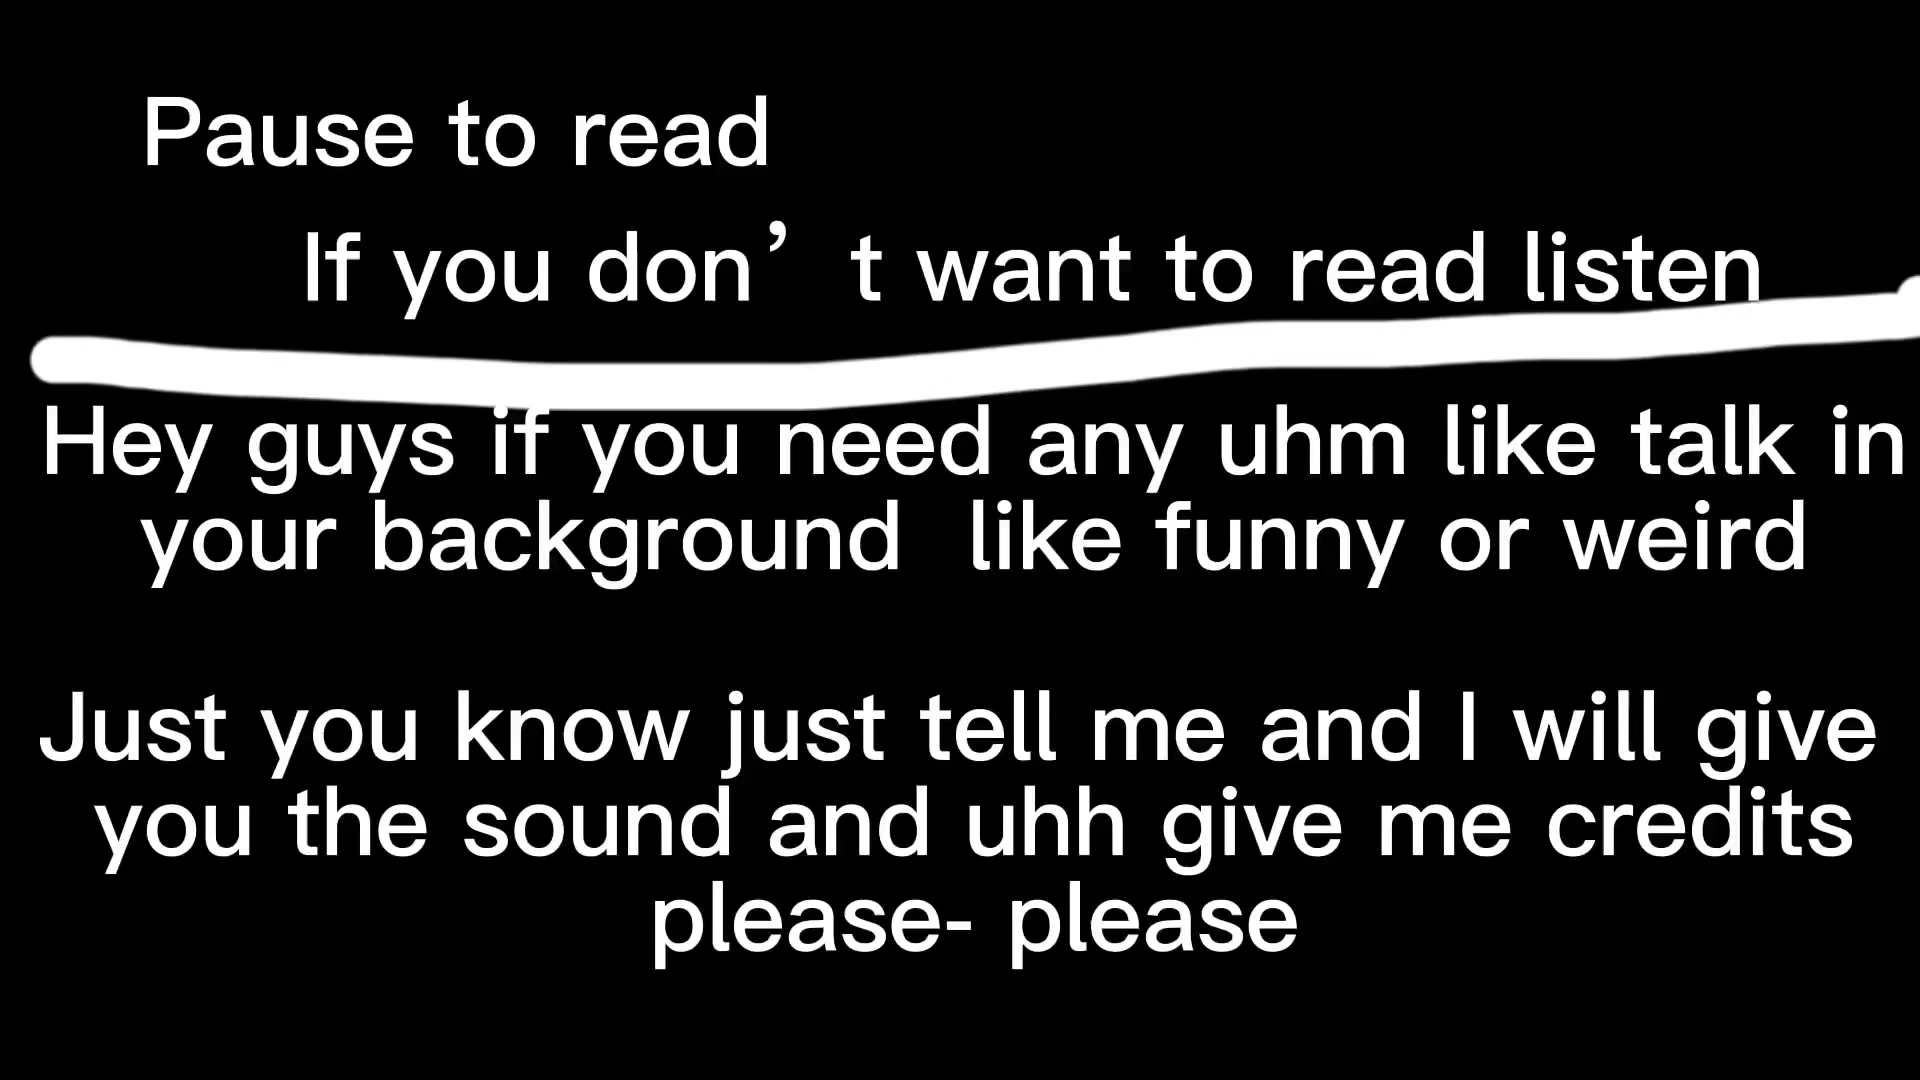 Pause to read
If you don’t want to read listen
Hey guys if you need any uhm like talk in
your background like funny or weird
Just you know just tell me and I will give
you the sound and uhh give me credits
please- please